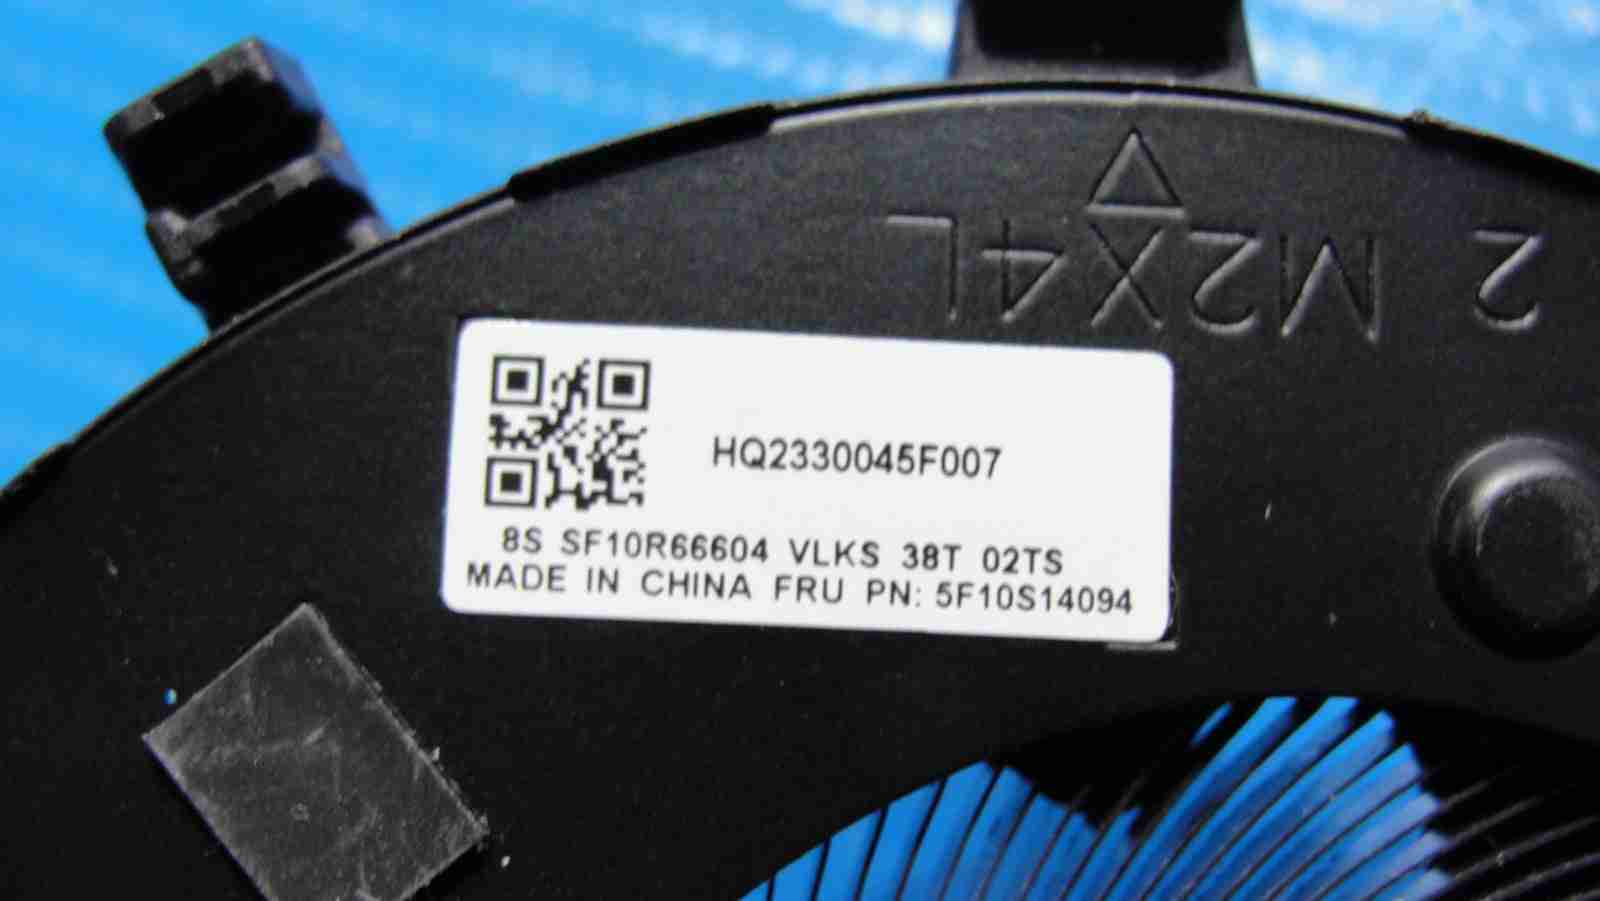 2 M2X4L
HQ2330045F007
8S SF10R66604 VLKS 38T 02TS
MADE IN CHINA FRU PN: 5F10S14094